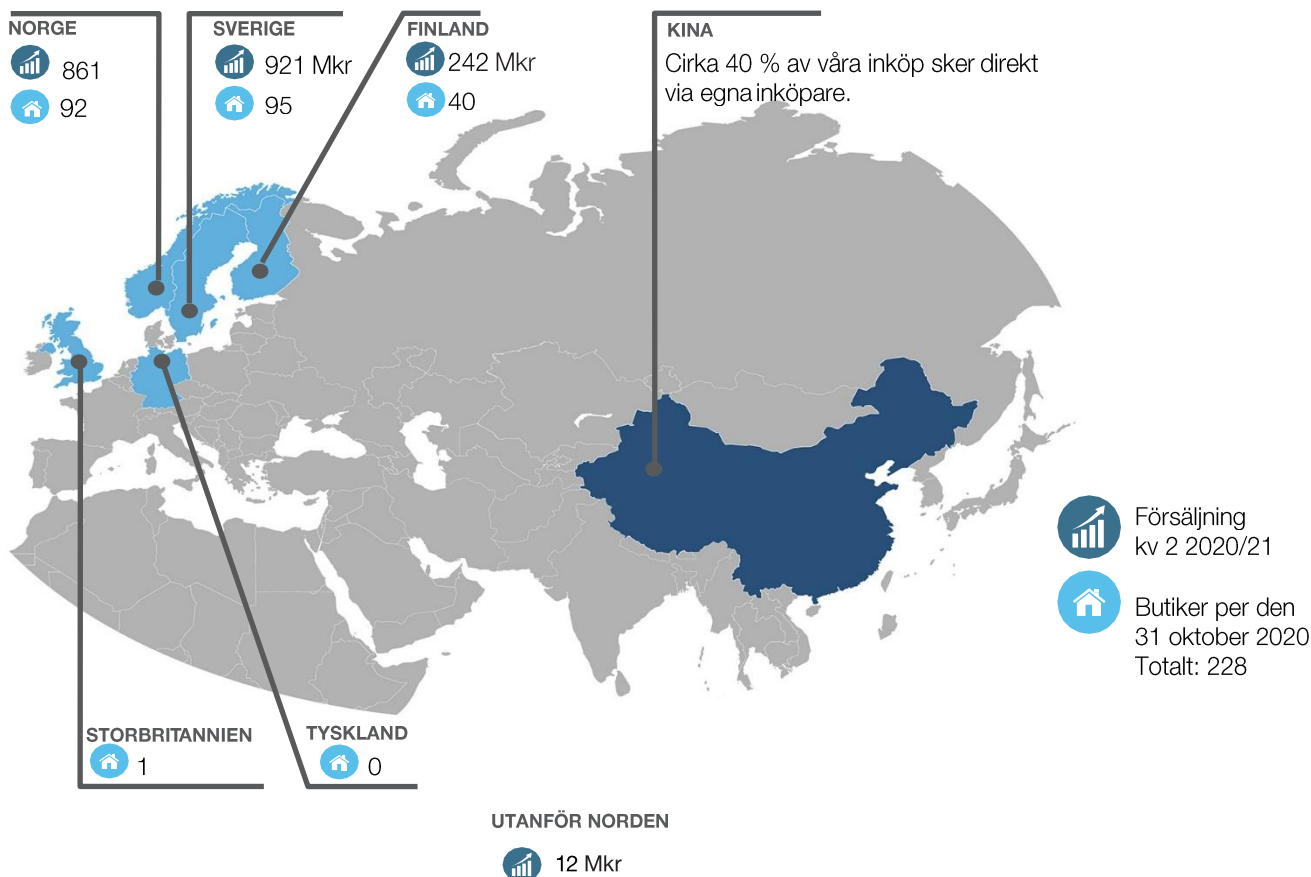 NORGE
861
92
SVERIGE
921 Mkr
95
FINLAND
242 Mkr
40
KINA
Cirka 40 % av våra inköp sker direkt
via egna inköpare.
Försäljning
kv 2 2020/21
Butiker per den
31 oktober 2020
Totalt: 228
STORBRITANNIEN
1
TYSKLAND
0
UTANFÖR NORDEN
12 Mkr